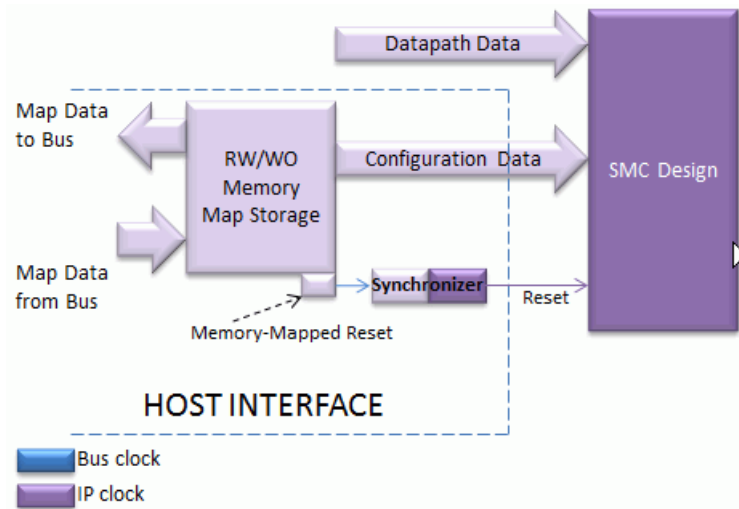 Datapath Data
Map Data
to Bus
RW/WO
Memory
Map Storage
Configuration Data
SMC Design
Map Data
from Bus
Synchronizer
Reset
Memory-Mapped Reset
HOST INTERFACE
Bus clock
IP clock